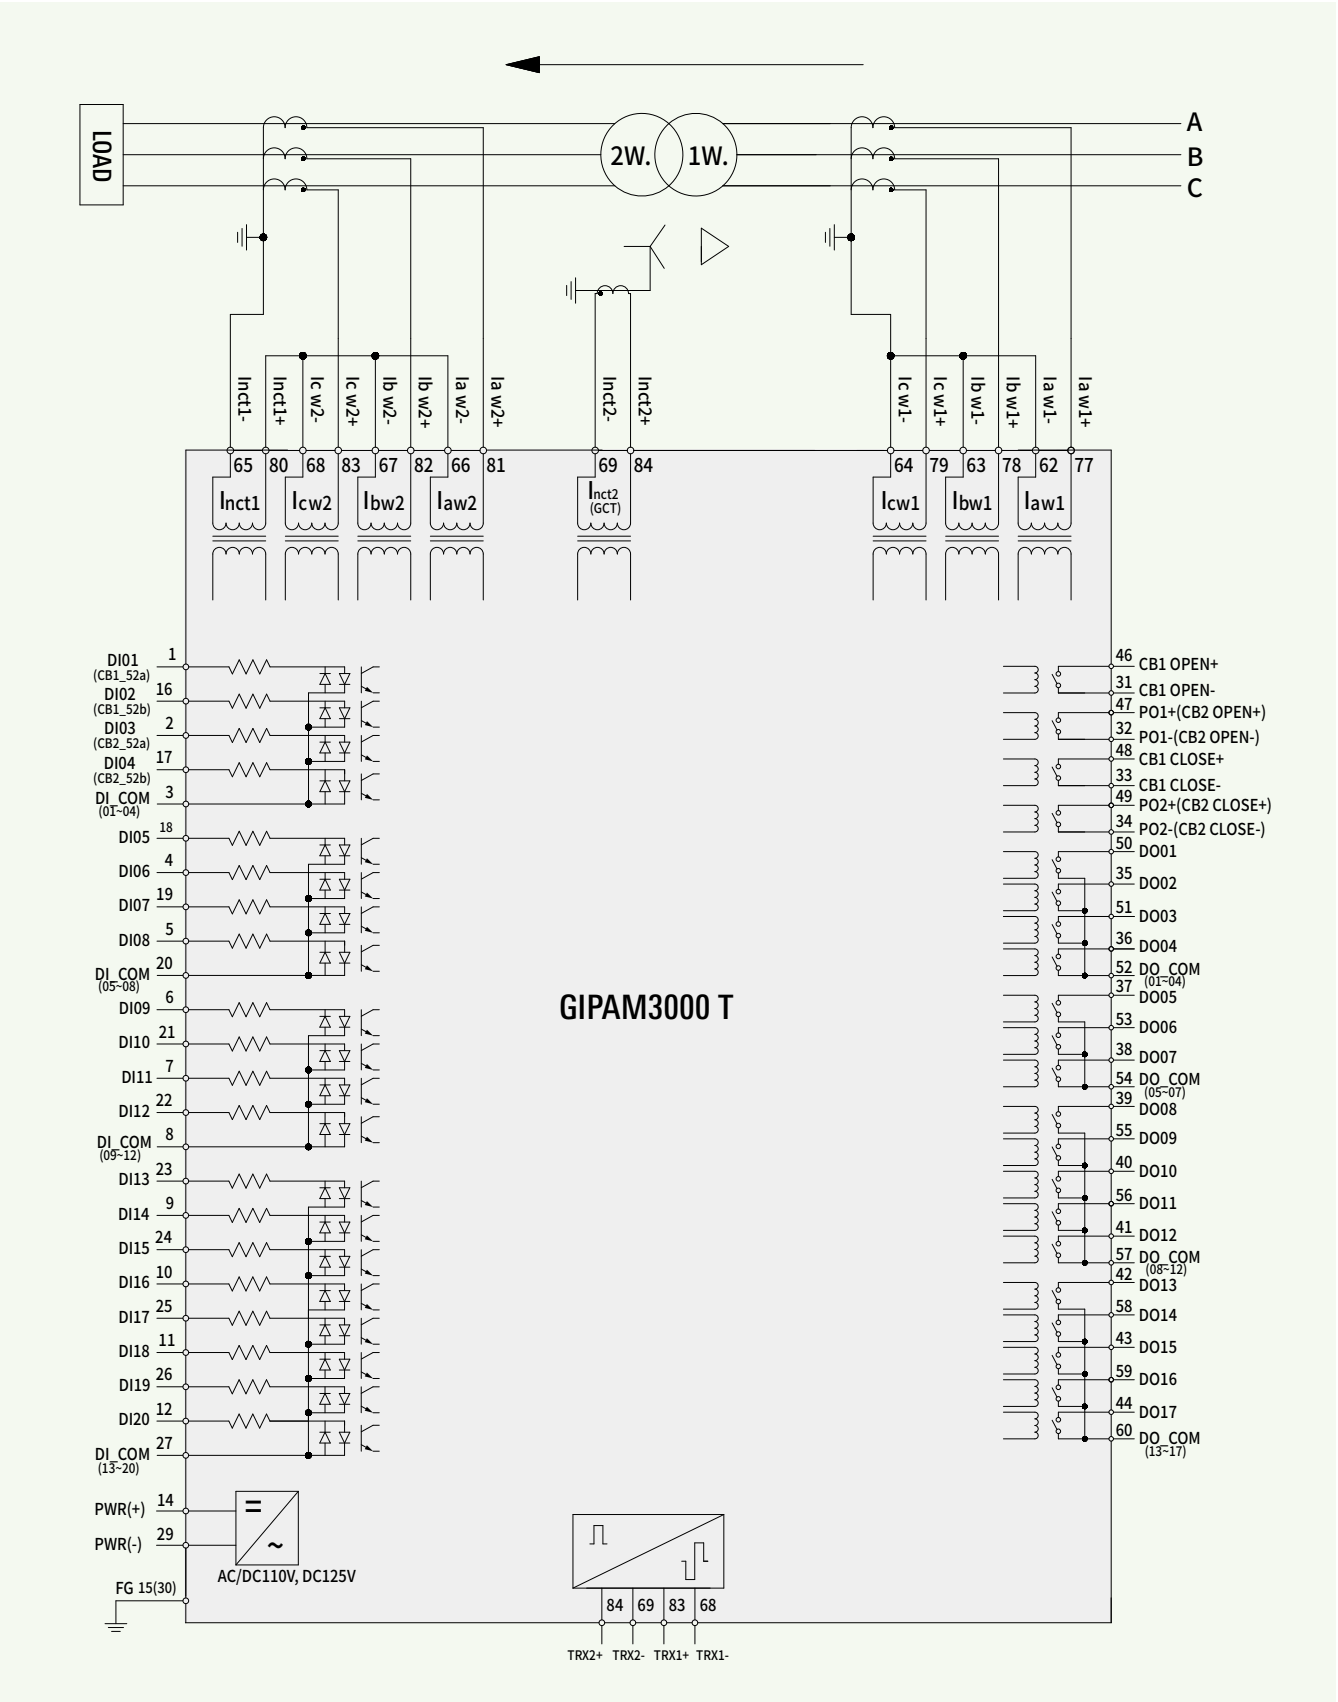 A
LOAD
2W.
1W.
B
C
Inct1-
Inct1+
Ic w2-
Ic w2+
Ib w2-
Ib w2+
Ia w2-
Ia w2+
Inct2-
Inct2+
Ic w1-
Ic w1+
Ib w1-
Ib w1+
Ia w1-
Ia w1+
65 80 68 83 67 82 66 81
69 84
64 79 63 78 62 77
Inct1
Icw2
Ibw2
Iaw2
Inct2
(GCT)
Icw1
Ibw1
Iaw1
DI01 1
(CB1_52a)
DI02 16
(CB1_52b)
DI03 2
(CB2_52a)
DI04 17
(CB2_52b)
DI_COM 3
(01~04)
DI05 18
DI06 4
DI07 19
DI08 5
DI_COM 20
(05~08)
DI09 6
DI10 21
DI11 7
DI12 22
DI_COM 8
(09~12)
DI13 23
DI14 9
DI15 24
DI16 10
DI17 25
DI18 11
DI19 26
DI20 12
DI_COM 27
(13~20)
PWR(+) 14
PWR(-) 29
=
~
AC/DC110V, DC125V
FG 15(30)
GIPAM3000 T
46 CB1 OPEN+
31 CB1 OPEN-
47 PO1+(CB2 OPEN+)
32 PO1-(CB2 OPEN-)
48 CB1 CLOSE+
33 CB1 CLOSE-
49 PO2+(CB2 CLOSE+)
34 PO2-(CB2 CLOSE-)
50 DO01
35 DO02
51 DO03
36 DO04
52 DO_COM
(01~04)
37 DO05
53 DO06
38 DO07
54 DO_COM
(05~07)
39 DO08
55 DO09
40 DO10
56 DO11
41 DO12
57 DO_COM
(08~12)
42 DO13
58 DO14
43 DO15
59 DO16
44 DO17
60 DO_COM
(13~17)
84 69 83 68
TRX2+ TRX2- TRX1+ TRX1-